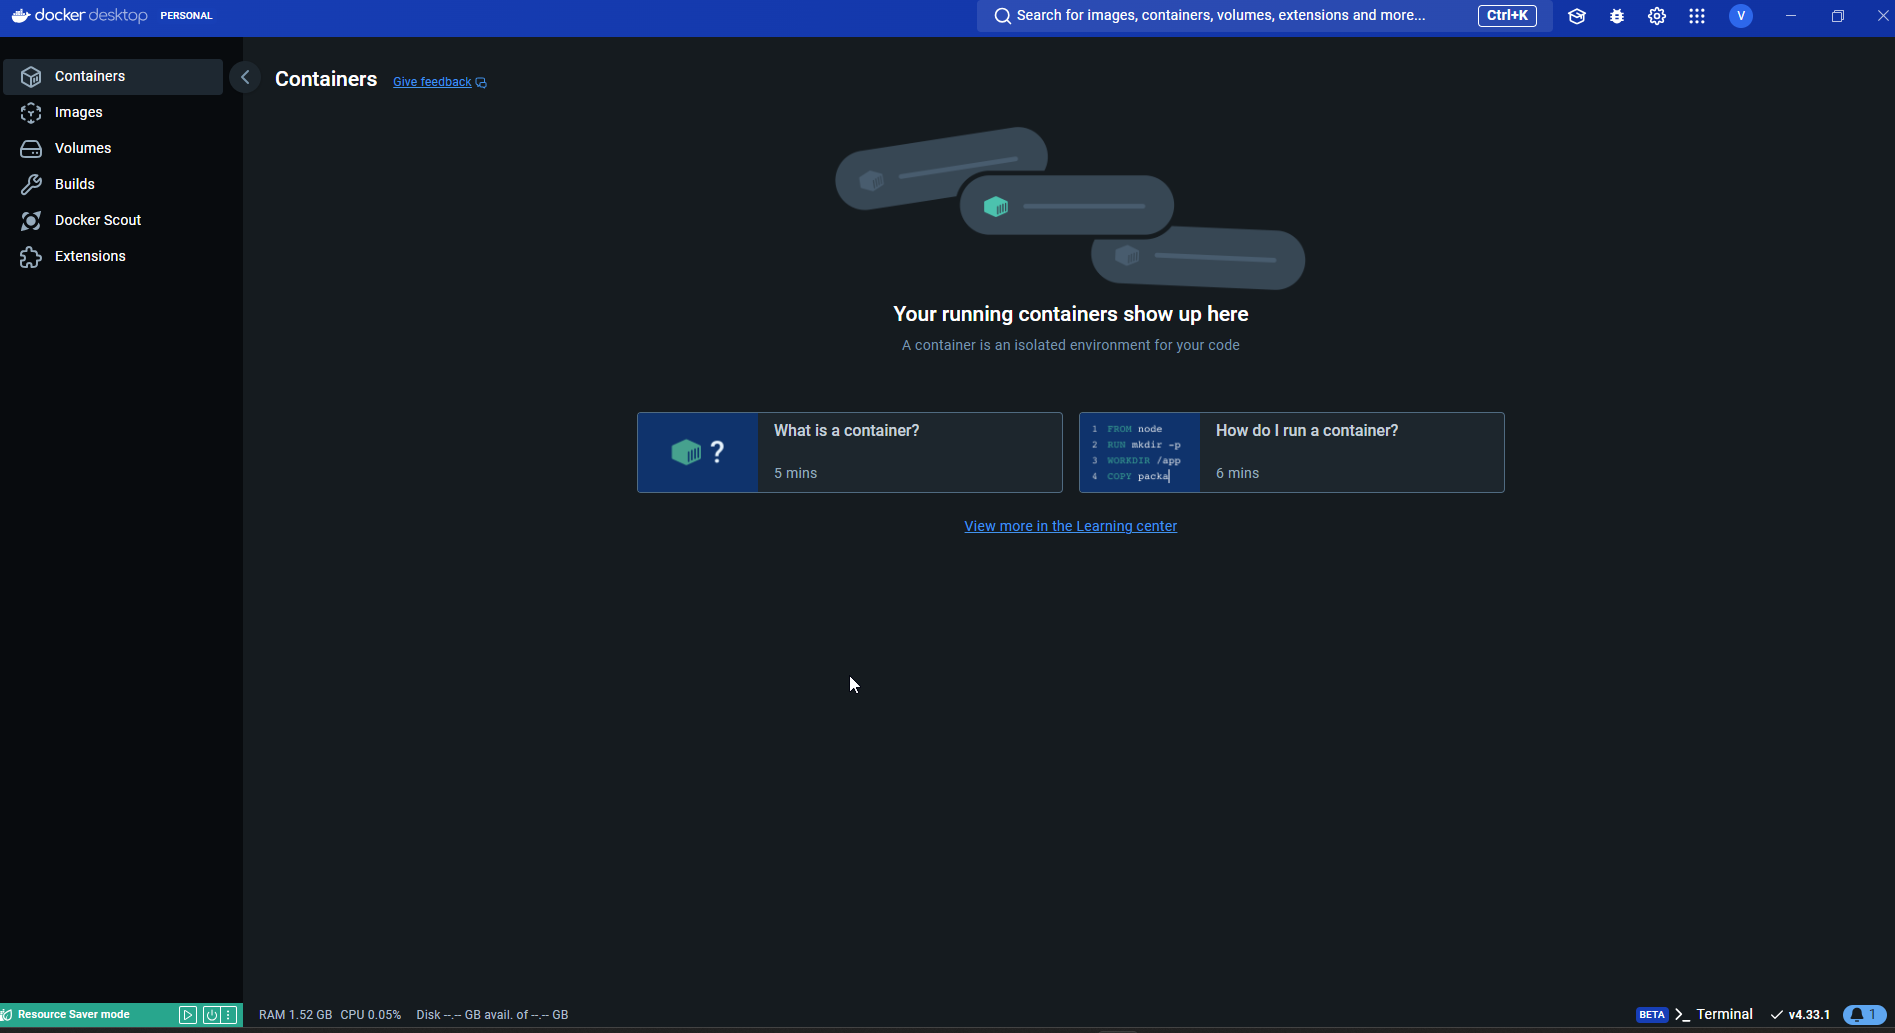 docker desktop PERSONAL
Search for images, containers, volumes, extensions and more... Ctrl+K
V
Containers
Images
Volumes
Builds
Docker Scout
Extensions
Containers Give feedback
Your running containers show up here
A container is an isolated environment for your code
?
What is a container?
5 mins
1 FROM node
2 RUN mkdir -p
3 WORKDIR /app
4 COPY packa
How do I run a container?
6 mins
View more in the Learning center
Resource Saver mode
RAM 1.52 GB CPU 0.05% Disk --.-- GB avail. of --.-- GB
BETA >_ Terminal v4.33.1 1